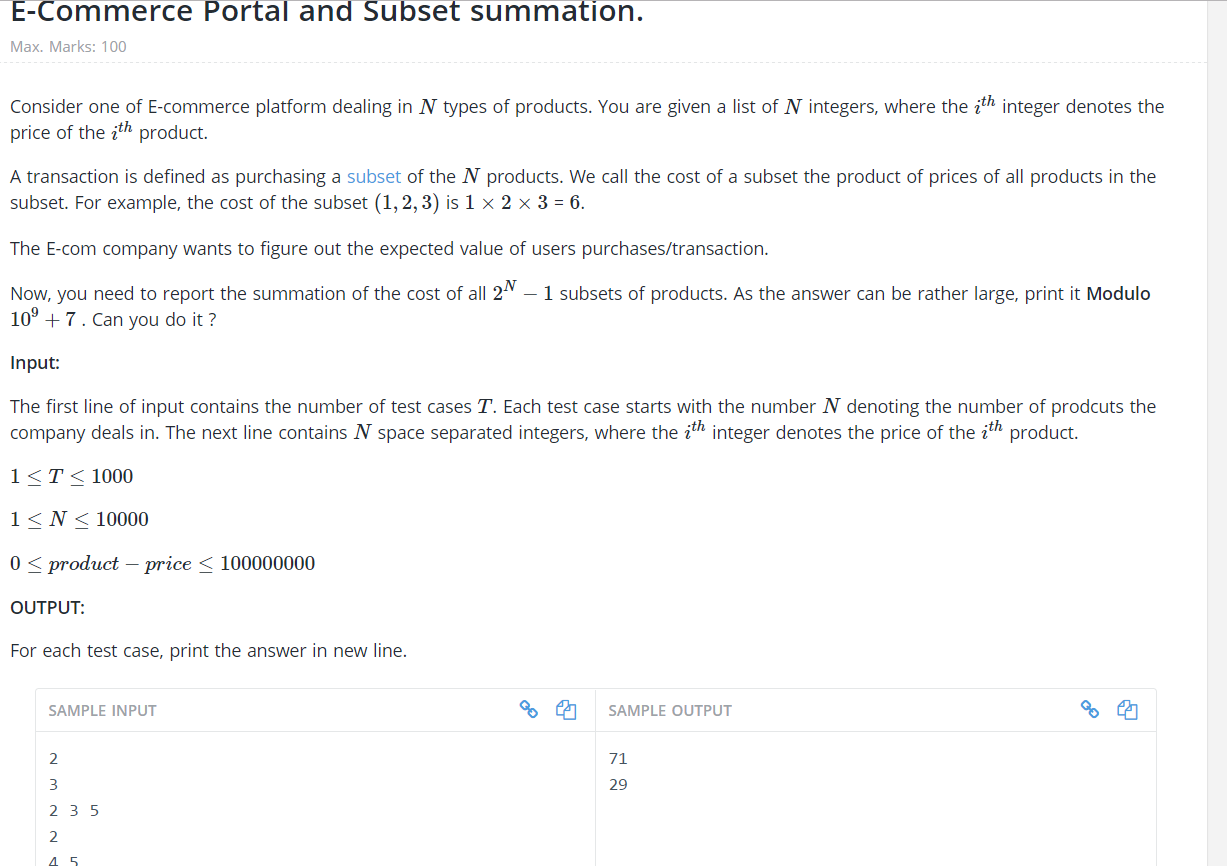 E-Commerce Portal and Subset summation.
Max. Marks: 100
Consider one of E-commerce platform dealing in N types of products. You are given a list of N integers, where the i^th integer denotes the
price of the i^th product.
A transaction is defined as purchasing a subset of the N products. We call the cost of a subset the product of prices of all products in the
subset. For example, the cost of the subset (1, 2, 3) is 1 × 2 × 3 = 6.
The E-com company wants to figure out the expected value of users purchases/transaction.
Now, you need to report the summation of the cost of all 2^N − 1 subsets of products. As the answer can be rather large, print it Modulo
10^9 + 7 . Can you do it ?
Input:
The first line of input contains the number of test cases T. Each test case starts with the number N denoting the number of prodcuts the
company deals in. The next line contains N space separated integers, where the i^th integer denotes the price of the i^th product.
1 ≤ T ≤ 1000
1 ≤ N ≤ 10000
0 ≤ product − price ≤ 100000000
OUTPUT:
For each test case, print the answer in new line.
SAMPLE INPUT
2
3
2 3 5
2
4 5
SAMPLE OUTPUT
71
29